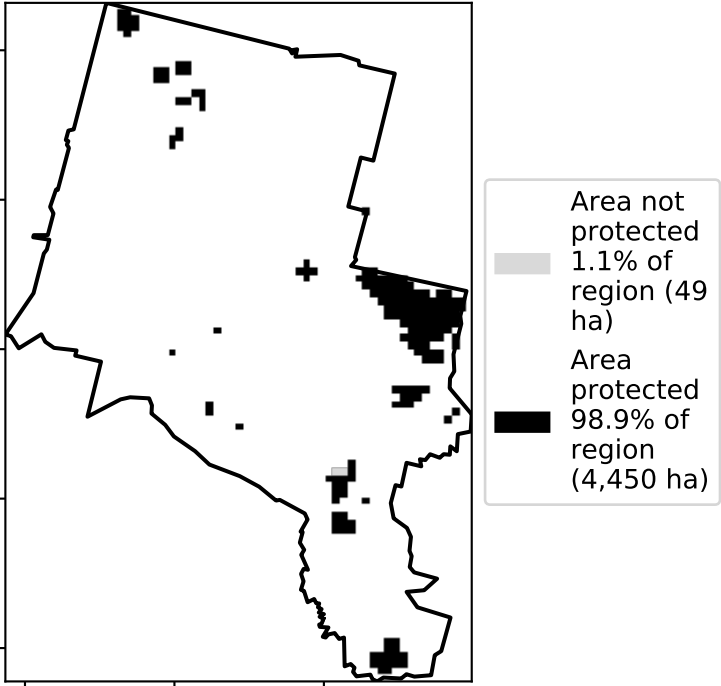 Area not
protected
1.1% of
region (49
ha)
Area
protected
98.9% of
region
(4,450 ha)